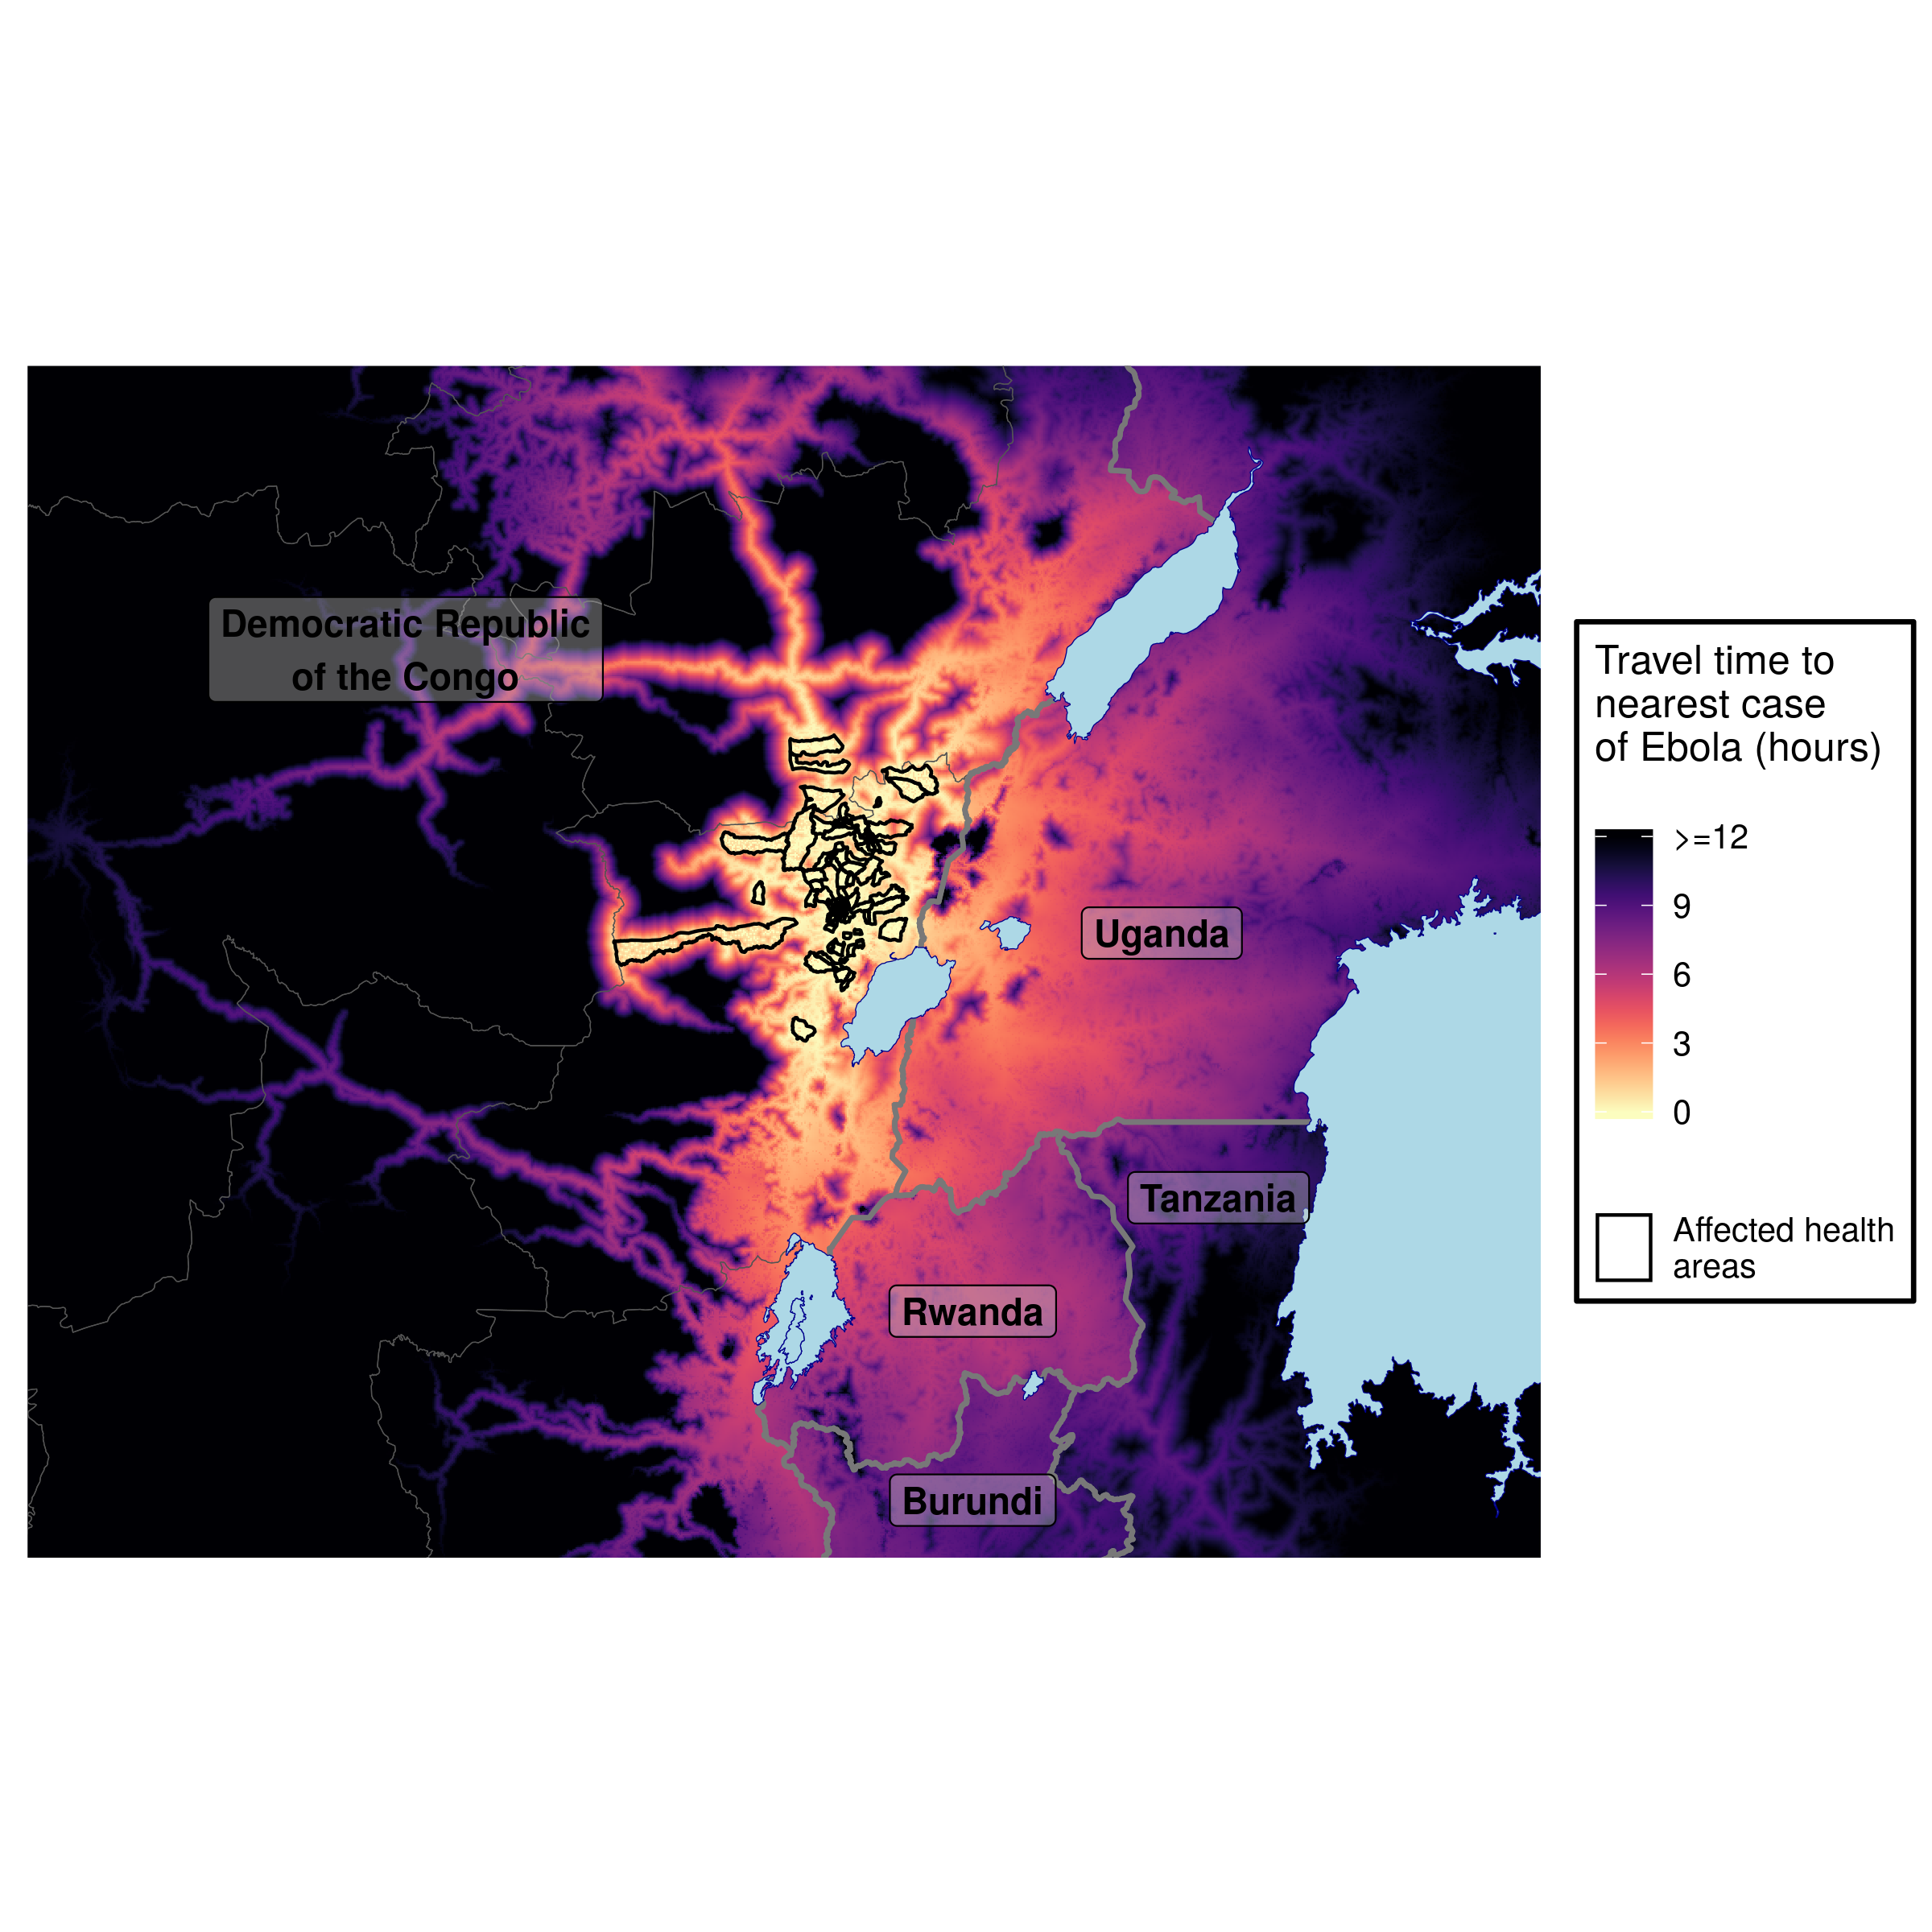 Democratic Republic
of the Congo
Uganda
Tanzania
Rwanda
Burundi
Travel time to
nearest case
of Ebola (hours)
>=12
9
6
3
0
Affected health
areas